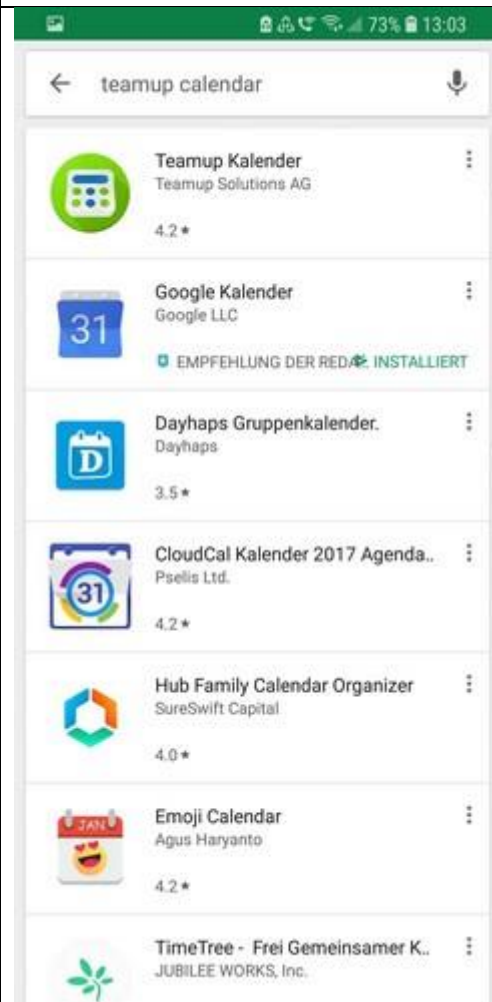 73% 13:03
teamup calendar
Teamup Kalender
Teamup Solutions AG
4.2★
31
Google Kalender
Google LLC
EMPFEHLUNG DER REDA INSTALLIERT
D
Dayhaps Gruppenkalender.
Dayhaps
3.5★
31
CloudCal Kalender 2017 Agenda..
Pselis Ltd.
4.2★
Hub Family Calendar Organizer
SureSwift Capital
4.0★
JAN
Emoji Calendar
Agus Haryanto
4.2★
TimeTree - Frei Gemeinsamer K..
JUBILEE WORKS, Inc.